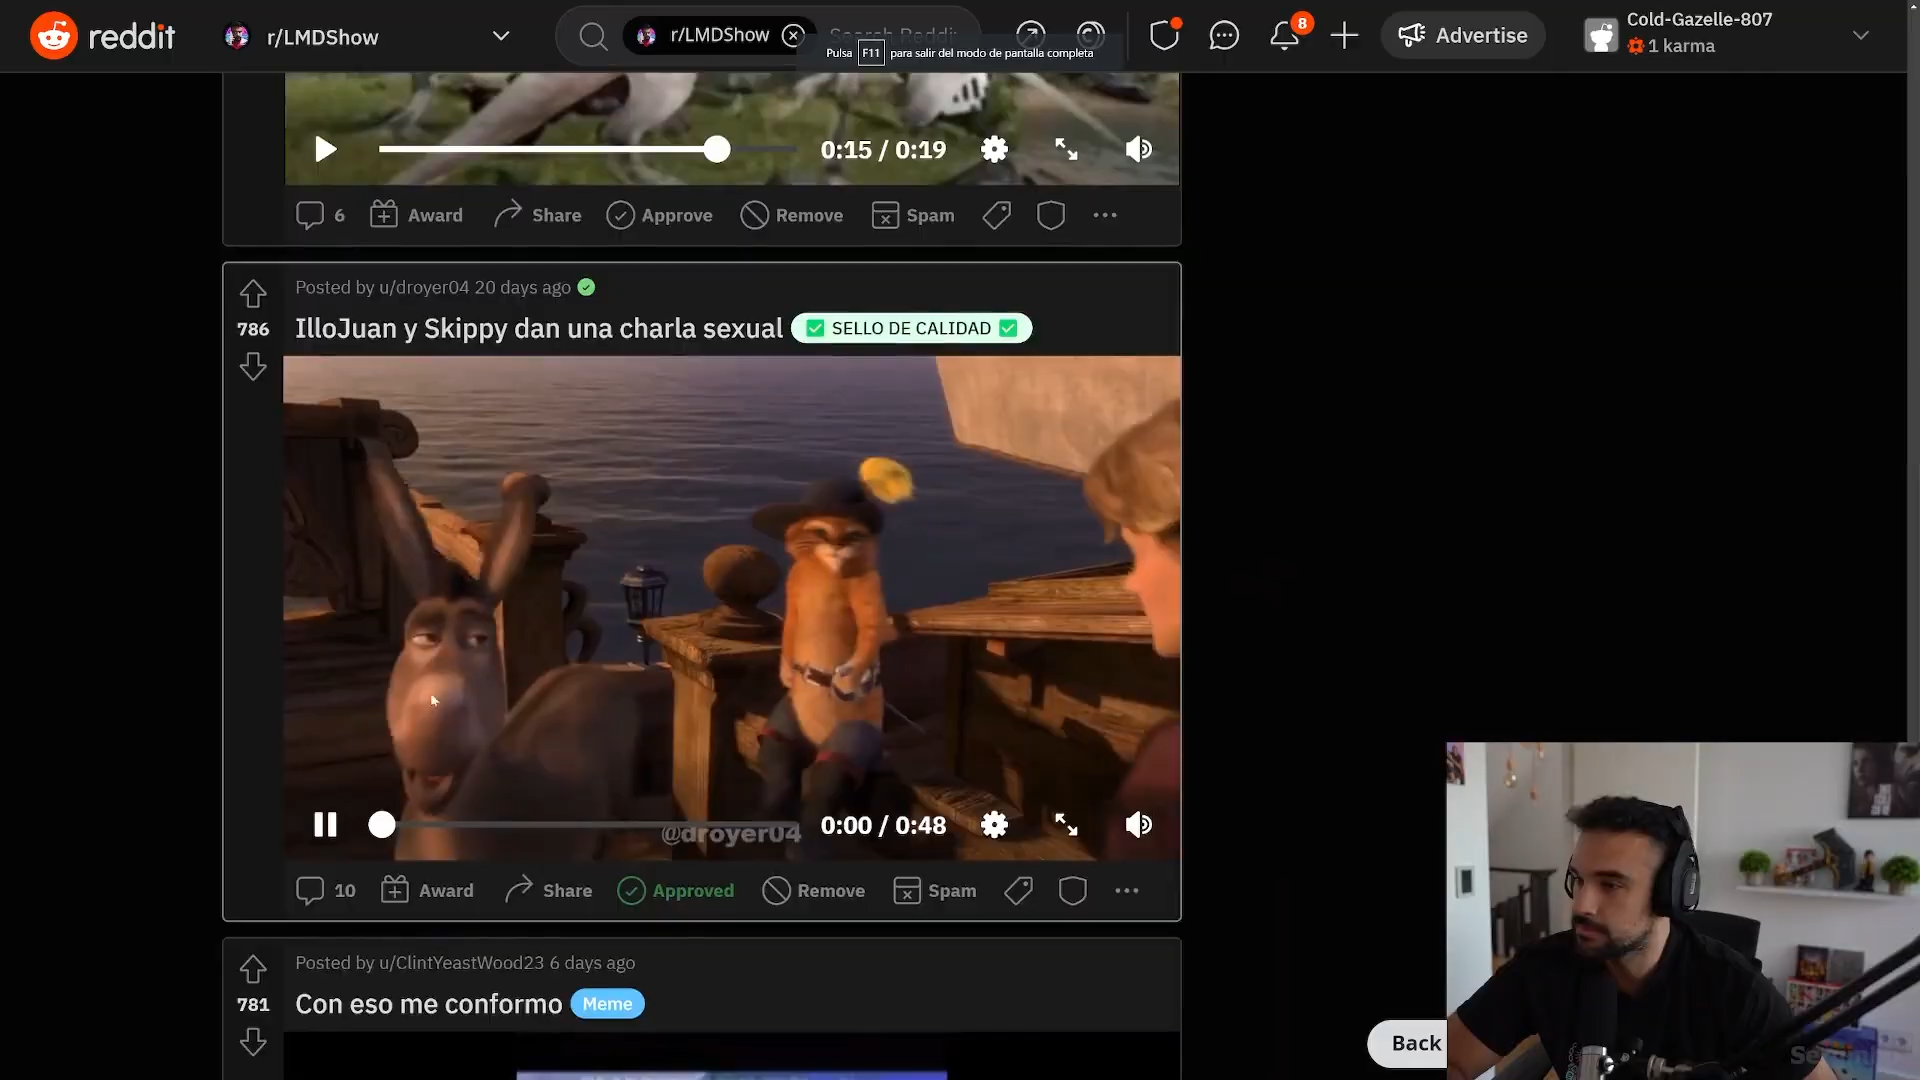 reddit
r/LMDShow
r/LMDShow
Search Reddit
8
Advertise
Cold-Gazelle-807
1 karma
Pulsa F11 para salir del modo de pantalla completa
0:15 / 0:19
6 Award Share Approve Remove Spam
Posted by u/droyer04 20 days ago
786
IlloJuan y Skippy dan una charla sexual ✅ SELLO DE CALIDAD ✅
@droyer04
0:00 / 0:48
10 Award Share Approved Remove Spam
Posted by u/ClintYeastWood23 6 days ago
781
Con eso me conformo Meme
Back